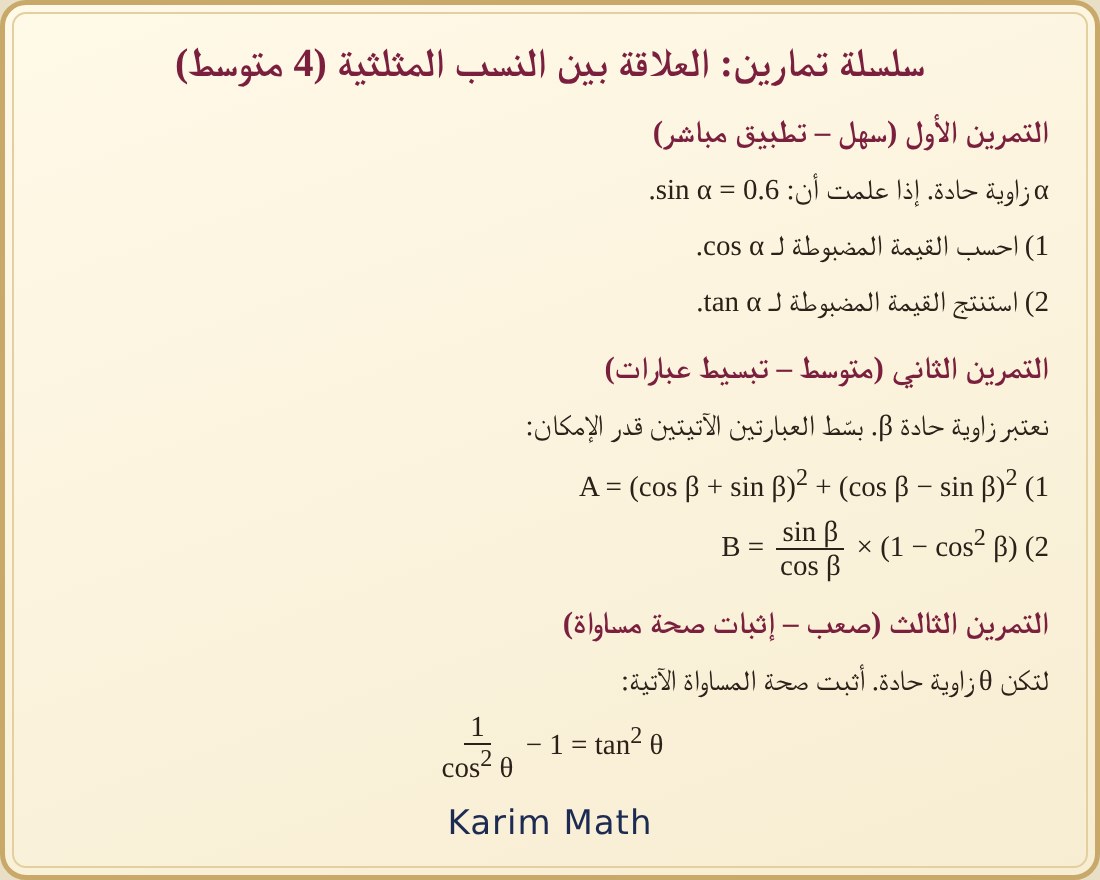 سلسلة تمارين: العلاقة بين النسب المثلثية (4 متوسط)
التمرين الأول (سهل – تطبيق مباشر)
α زاوية حادة. إذا علمت أن: sin α = 0.6.
1) احسب القيمة المضبوطة لـ cos α.
2) استنتج القيمة المضبوطة لـ tan α.
التمرين الثاني (متوسط – تبسيط عبارات)
نعتبر زاوية حادة β. بسّط العبارتين الآتيتين قدر الإمكان:
1) A = (cos β + sin β)² + (cos β − sin β)²
2) B = sin β / cos β × (1 − cos² β)
التمرين الثالث (صعب – إثبات صحة مساواة)
لتكن θ زاوية حادة. أثبت صحة المساواة الآتية:
1 / cos² θ − 1 = tan² θ
Karim Math